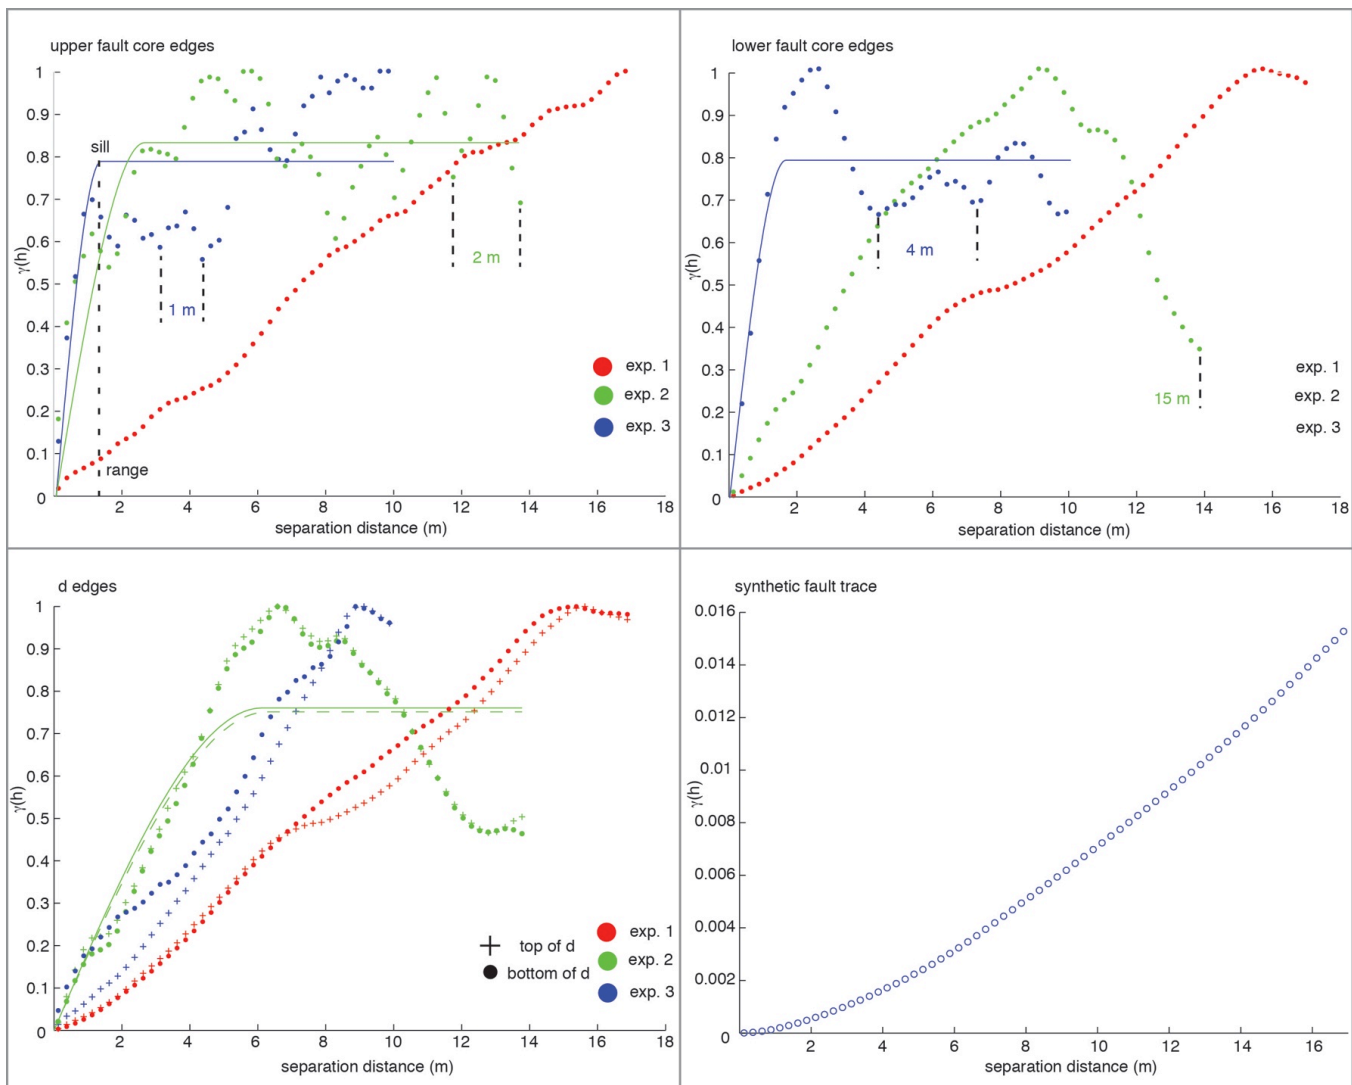 upper fault core edges
1
0.9
0.8
0.7
0.6
0.5
0.4
0.3
0.2
0.1
0
γ(h)
sill
range
1 m
2 m
exp. 1
exp. 2
exp. 3
2 4 6 8 10 12 14 16 18
separation distance (m)
lower fault core edges
1
0.9
0.8
0.7
0.6
0.5
0.4
0.3
0.2
0.1
0
γ(h)
4 m
15 m
exp. 1
exp. 2
exp. 3
2 4 6 8 10 12 14 16 18
separation distance (m)
d edges
1
0.9
0.8
0.7
0.6
0.5
0.4
0.3
0.2
0.1
0
γ(h)
top of d
bottom of d
exp. 1
exp. 2
exp. 3
2 4 6 8 10 12 14 16 18
separation distance (m)
synthetic fault trace
0.016
0.014
0.012
0.01
0.008
0.006
0.004
0.002
0
γ(h)
2 4 6 8 10 12 14 16
separation distance (m)